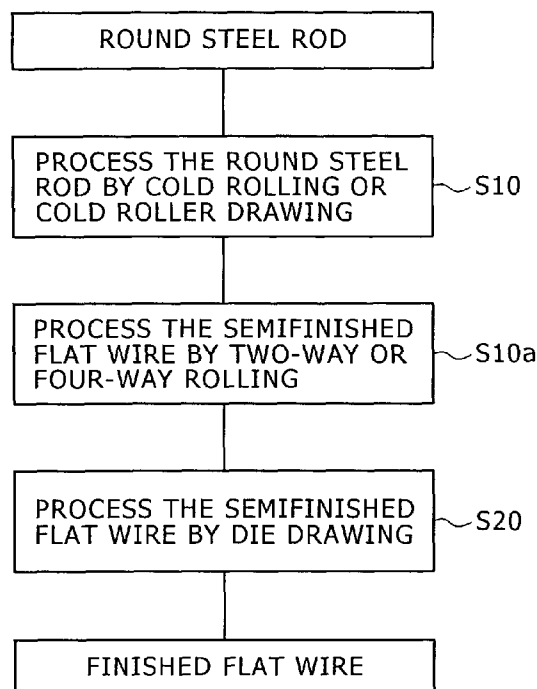 ROUND STEEL ROD
PROCESS THE ROUND STEEL
ROD BY COLD ROLLING OR
COLD ROLLER DRAWING
S10
PROCESS THE SEMIFINISHED
FLAT WIRE BY TWO-WAY OR
FOUR-WAY ROLLING
S10a
PROCESS THE SEMIFINISHED
FLAT WIRE BY DIE DRAWING
S20
FINISHED FLAT WIRE